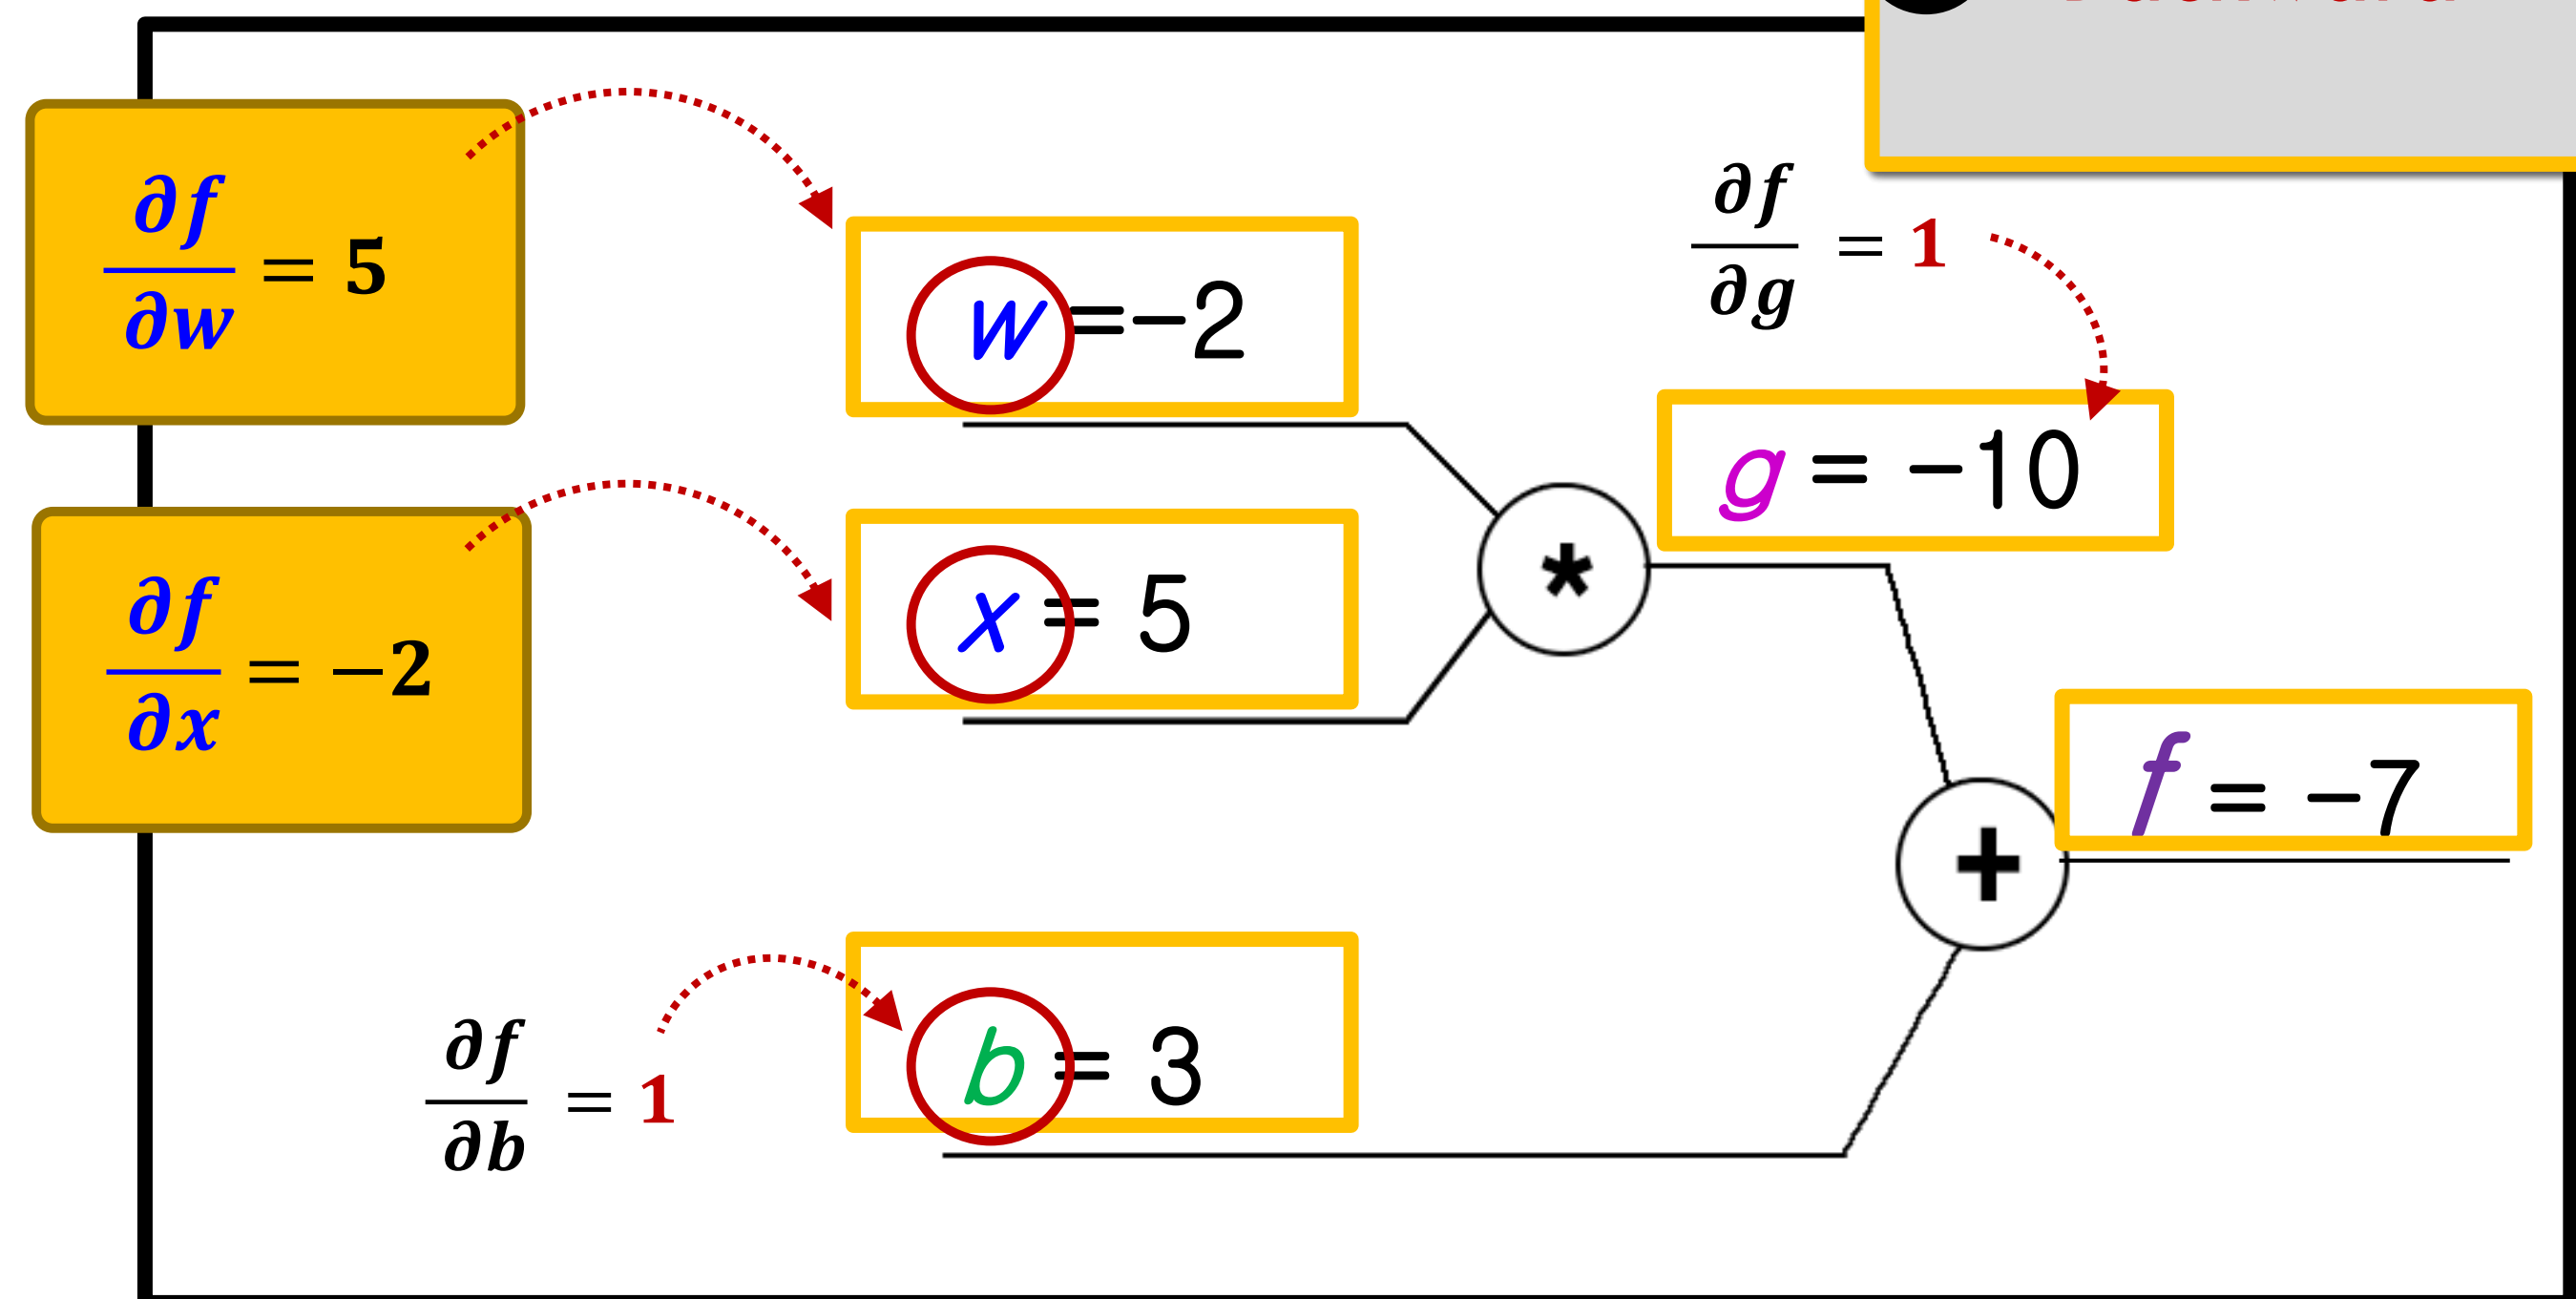 ∂f/∂w = 5
w=−2
∂f/∂g = 1
g = −10
∂f/∂x = −2
x = 5
*
f = −7
+
∂f/∂b = 1
b = 3